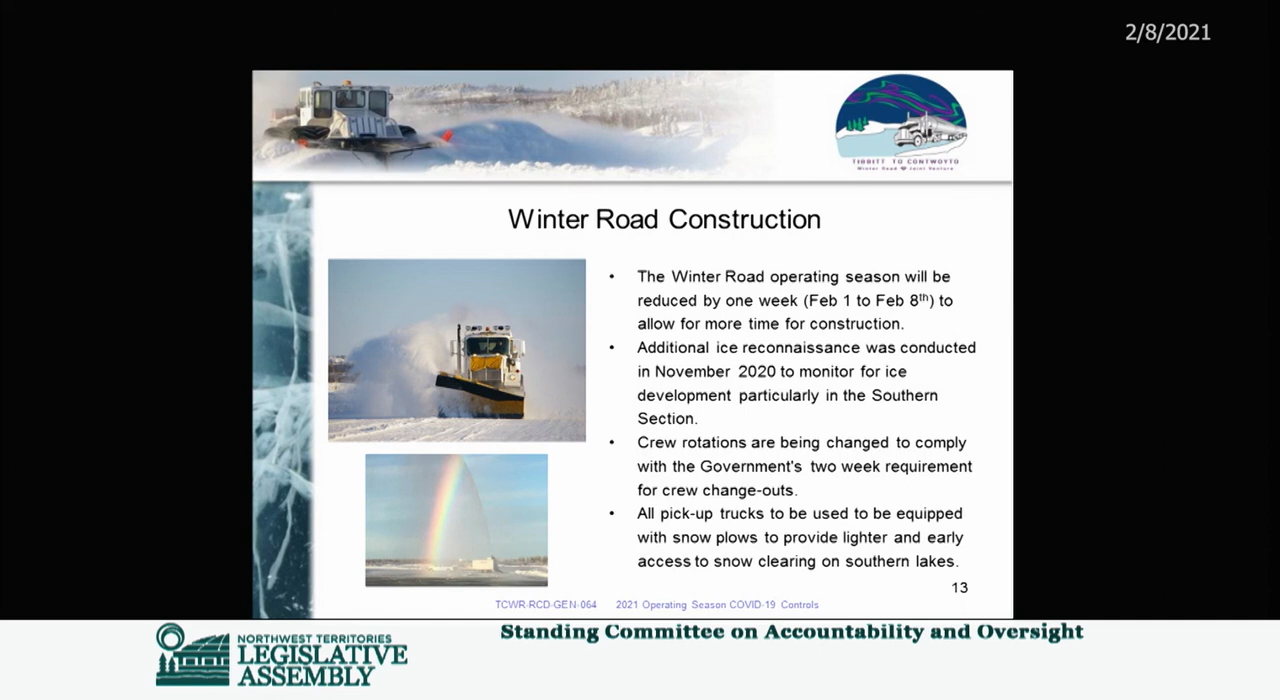 2/8/2021
TIBBITT TO CONTWOYTO
Winter Road Joint Venture
Winter Road Construction
• The Winter Road operating season will be
reduced by one week (Feb 1 to Feb 8th) to
allow for more time for construction.
• Additional ice reconnaissance was conducted
in November 2020 to monitor for ice
development particularly in the Southern
Section.
• Crew rotations are being changed to comply
with the Government's two week requirement
for crew change-outs.
• All pick-up trucks to be used to be equipped
with snow plows to provide lighter and early
access to snow clearing on southern lakes.
13
TCWR-RCD-GEN-064 2021 Operating Season COVID-19 Controls
Standing Committee on Accountability and Oversight
NORTHWEST TERRITORIES
LEGISLATIVE
ASSEMBLY